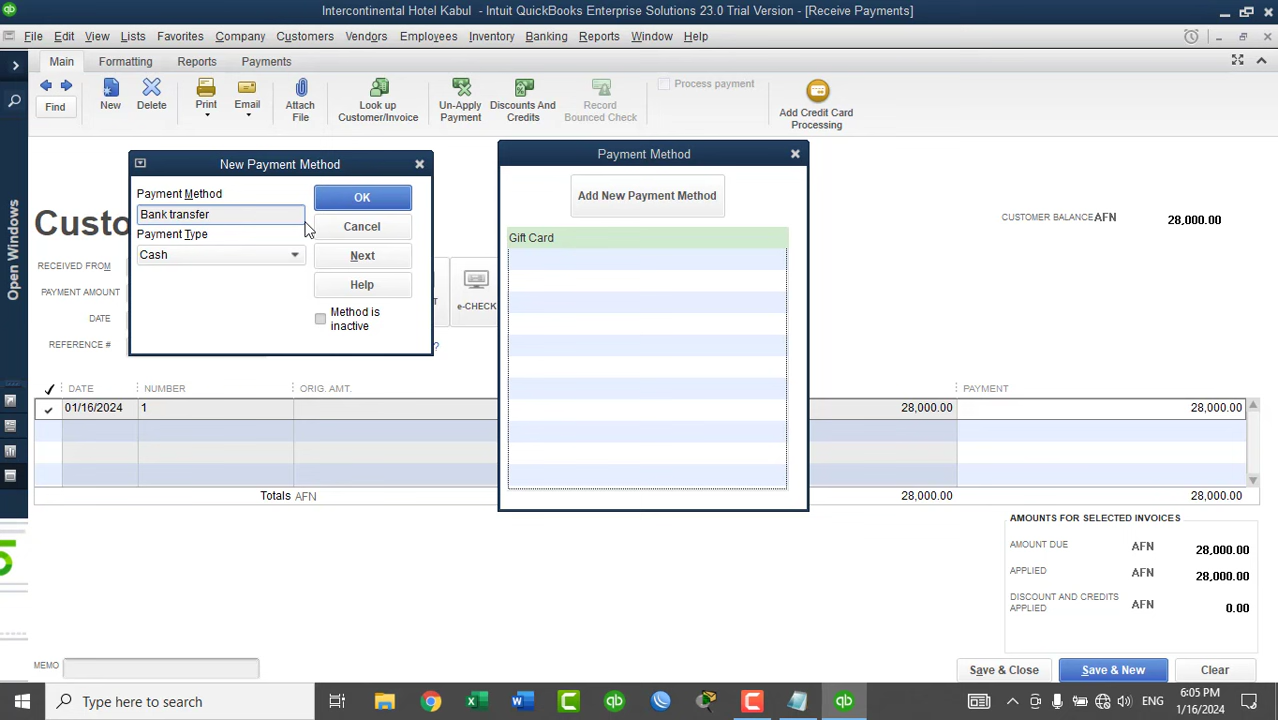 Intercontinental Hotel Kabul - Intuit QuickBooks Enterprise Solutions 23.0 Trial Version - [Receive Payments]
File Edit View Lists Favorites Company Customers Vendors Employees Inventory Banking Reports Window Help
Main Formatting Reports Payments
Find
New
Delete
Print
Email
Attach
File
Look up
Customer/Invoice
Un-Apply
Payment
Discounts And
Credits
Record
Bounced Check
Process payment
Add Credit Card
Processing
Open Windows
New Payment Method
Payment Method
Bank transfer
Payment Type
Cash
OK
Cancel
Next
Help
Method is
inactive
Payment Method
Add New Payment Method
Gift Card
Custo
CUSTOMER BALANCE AFN 28,000.00
RECEIVED FROM
PAYMENT AMOUNT
DATE
REFERENCE #
T
e-CHECK
?
DATE NUMBER ORIG. AMT. PAYMENT
01/16/2024 1 28,000.00 28,000.00
Totals AFN 28,000.00 28,000.00
AMOUNTS FOR SELECTED INVOICES
AMOUNT DUE AFN 28,000.00
APPLIED AFN 28,000.00
DISCOUNT AND CREDITS
APPLIED AFN 0.00
MEMO
Save & Close
Save & New
Clear
Type here to search
ENG
6:05 PM
1/16/2024